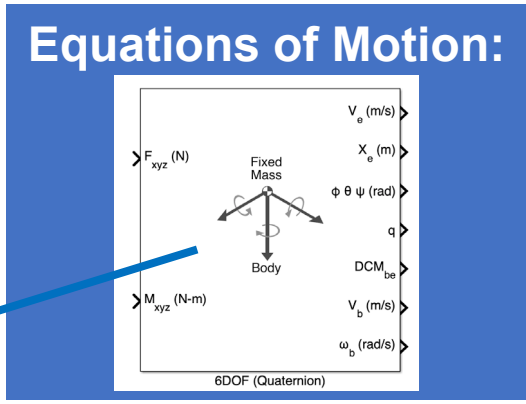 Equations of Motion:
V_e (m/s)
F_xyz (N)
X_e (m)
Fixed
Mass
ϕ θ ψ (rad)
q
Body
DCM_be
M_xyz (N-m)
V_b (m/s)
ω_b (rad/s)
6DOF (Quaternion)